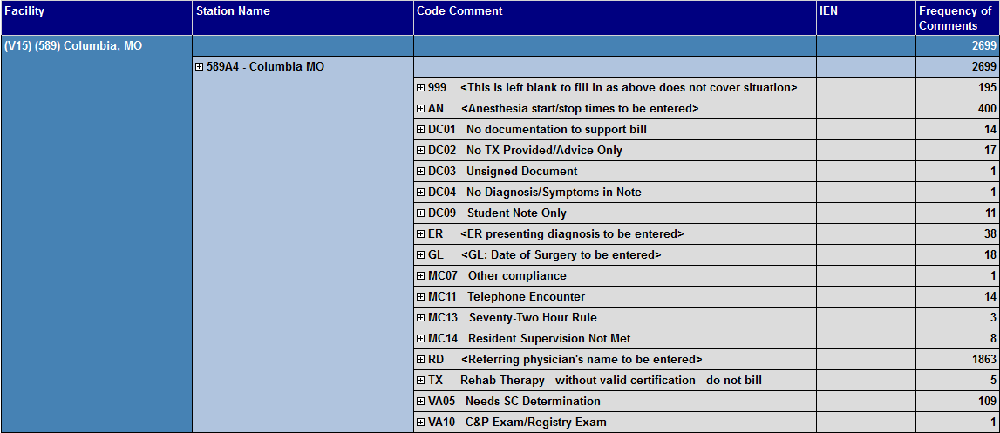 Facility Station Name Code Comment IEN Frequency of Comments
(V15) (589) Columbia, MO 2699
589A4 - Columbia MO 2699
999 <This is left blank to fill in as above does not cover situation> 195
AN <Anesthesia start/stop times to be entered> 400
DC01 No documentation to support bill 14
DC02 No TX Provided/Advice Only 17
DC03 Unsigned Document 1
DC04 No Diagnosis/Symptoms in Note 1
DC09 Student Note Only 11
ER <ER presenting diagnosis to be entered> 38
GL <GL: Date of Surgery to be entered> 18
MC07 Other compliance 1
MC11 Telephone Encounter 14
MC13 Seventy-Two Hour Rule 3
MC14 Resident Supervision Not Met 8
RD <Referring physician's name to be entered> 1863
TX Rehab Therapy - without valid certification - do not bill 5
VA05 Needs SC Determination 109
VA10 C&P Exam/Registry Exam 1